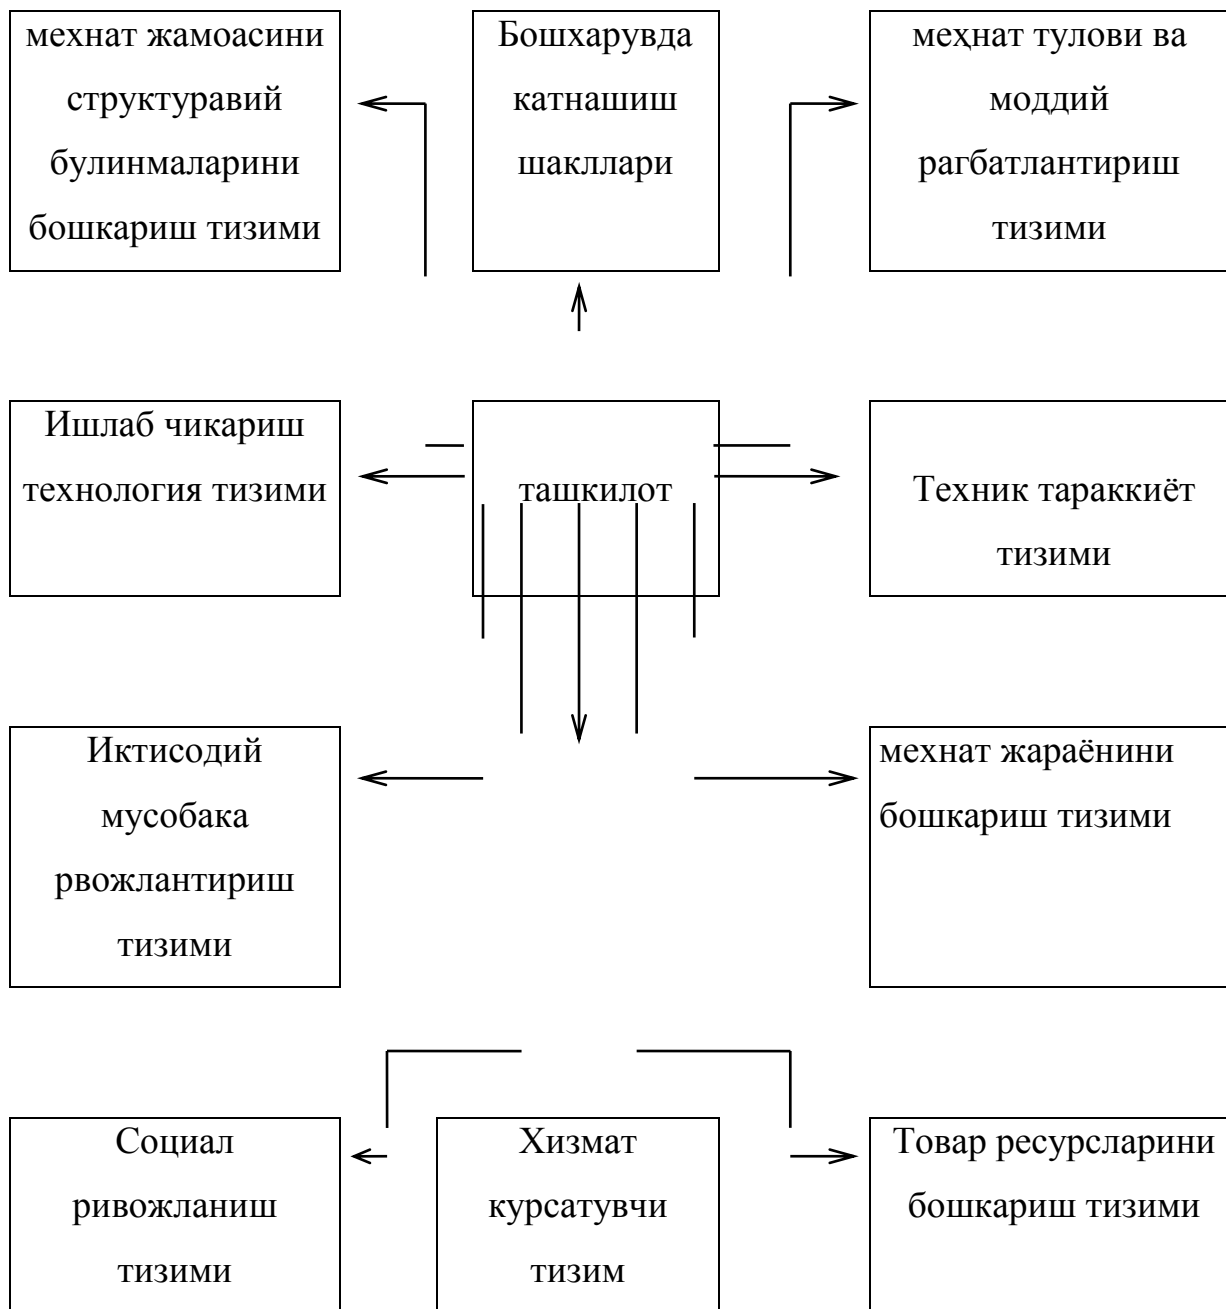 мехнат жамоасини
структуравий
булинмаларини
бошкариш тизими
Бошхарувда
катнашиш
шакллари
меҳнат тулови ва
моддий
рагбатлантириш
тизими
Ишлаб чикариш
технология тизими
ташкилот
Техник тараккиёт
тизими
Иктисодий
мусобака
рвожлантириш
тизими
мехнат жараёнини
бошкариш тизими
Социал
ривожланиш
тизими
Хизмат
курсатувчи
тизим
Товар ресурсларини
бошкариш тизими